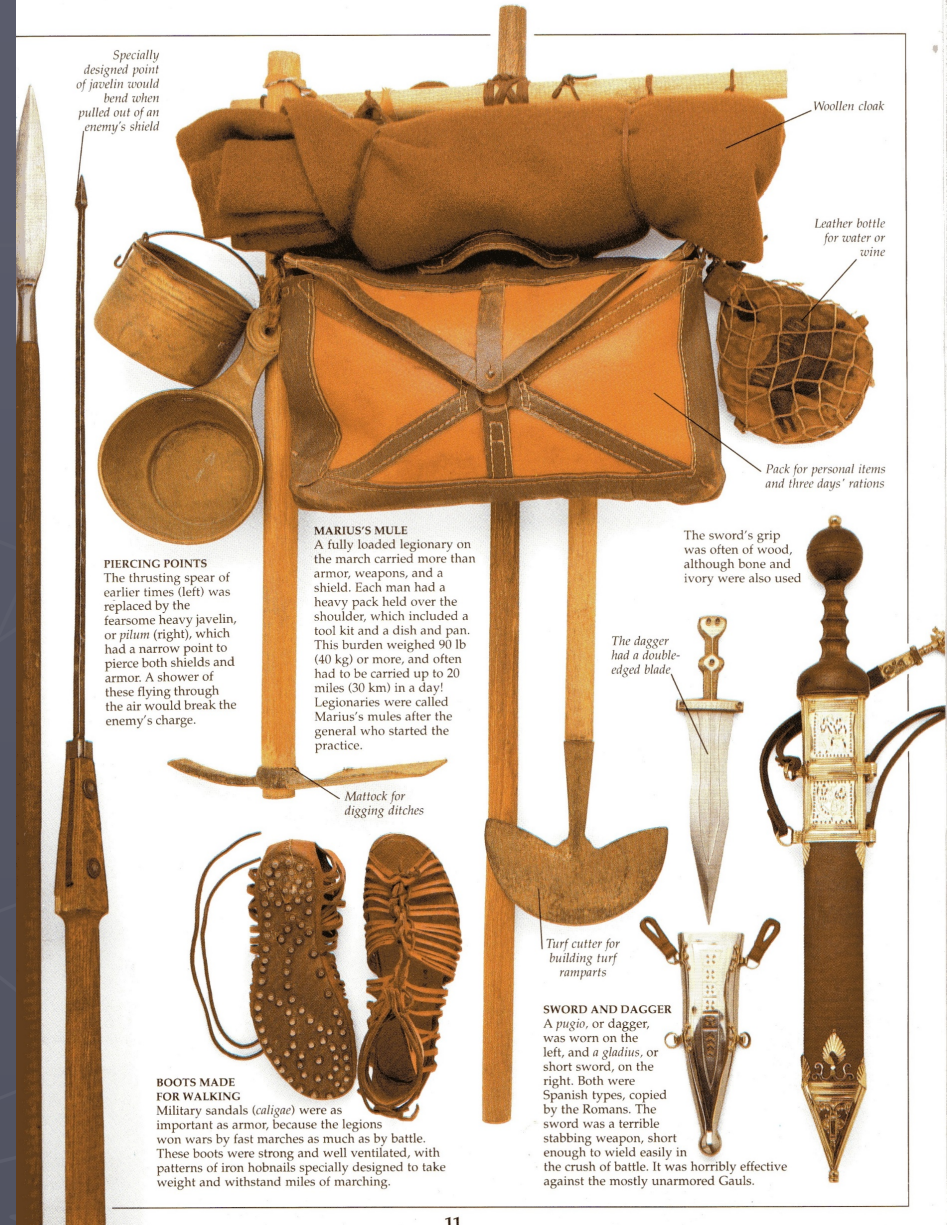 Specially
designed point
of javelin would
bend when
pulled out of an
enemy's shield
Woollen cloak
Leather bottle
for water or
wine
Pack for personal items
and three days' rations
PIERCING POINTS
The thrusting spear of
earlier times (left) was
replaced by the
fearsome heavy javelin,
or pilum (right), which
had a narrow point to
pierce both shields and
armor. A shower of
these flying through
the air would break the
enemy's charge.
MARIUS'S MULE
A fully loaded legionary on
the march carried more than
armor, weapons, and a
shield. Each man had a
heavy pack held over the
shoulder, which included a
tool kit and a dish and pan.
This burden weighed 90 lb
(40 kg) or more, and often
had to be carried up to 20
miles (30 km) in a day!
Legionaries were called
Marius's mules after the
general who started the
practice.
The sword's grip
was often of wood,
although bone and
ivory were also used
The dagger
had a double-
edged blade
Mattock for
digging ditches
Turf cutter for
building turf
ramparts
BOOTS MADE
FOR WALKING
Military sandals (caligae) were as
important as armor, because the legions
won wars by fast marches as much as by battle.
These boots were strong and well ventilated, with
patterns of iron hobnails specially designed to take
weight and withstand miles of marching.
SWORD AND DAGGER
A pugio, or dagger,
was worn on the
left, and a gladius, or
short sword, on the
right. Both were
Spanish types, copied
by the Romans. The
sword was a terrible
stabbing weapon, short
enough to wield easily in
the crush of battle. It was horribly effective
against the mostly unarmored Gauls.
11